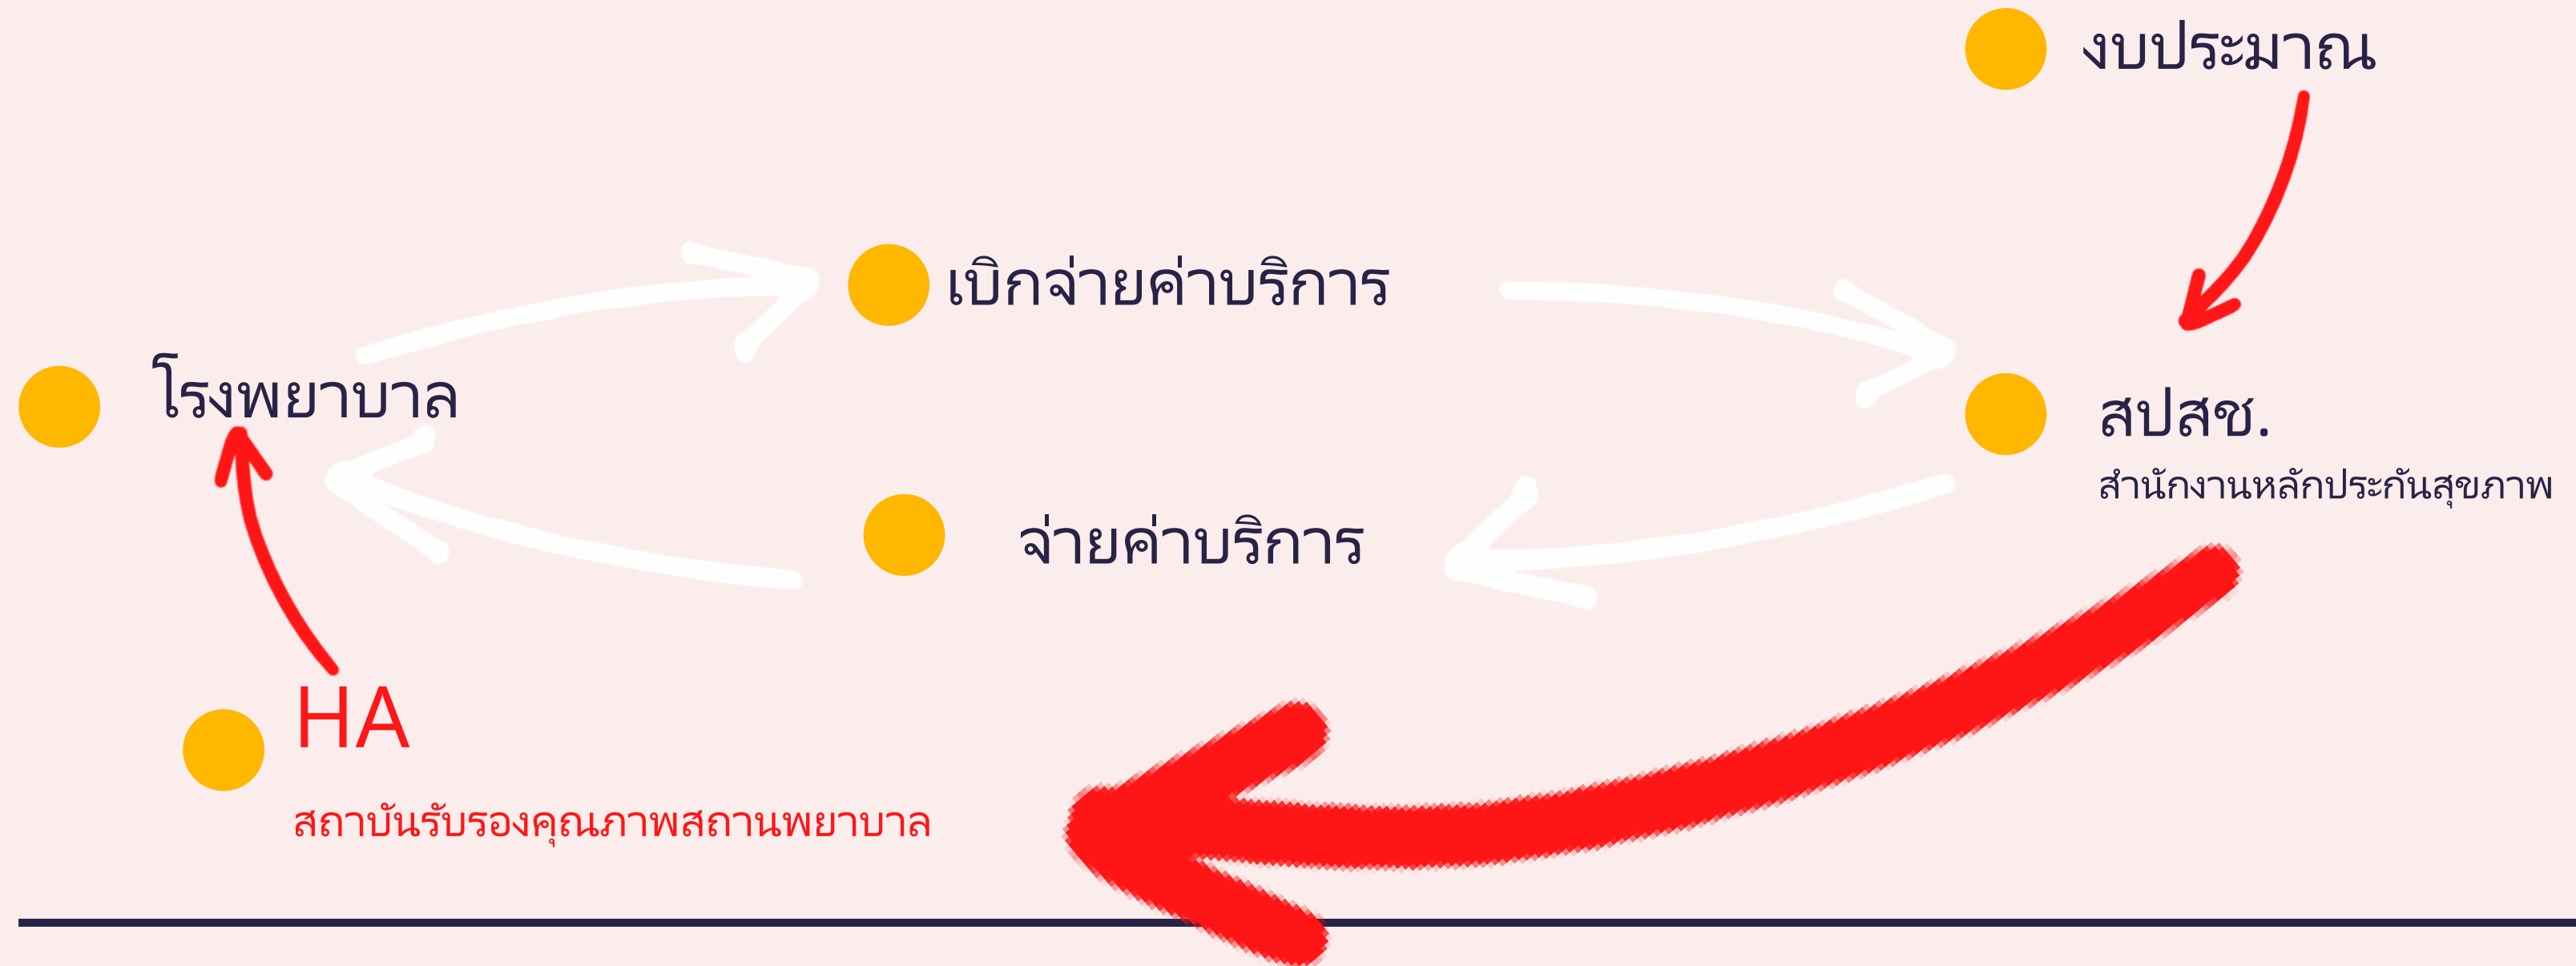 งบประมาณ
เบิกจ่ายค่าบริการ
โรงพยาบาล
สปสช.
สำนักงานหลักประกันสุขภาพ
จ่ายค่าบริการ
HA
สถาบันรับรองคุณภาพสถานพยาบาล